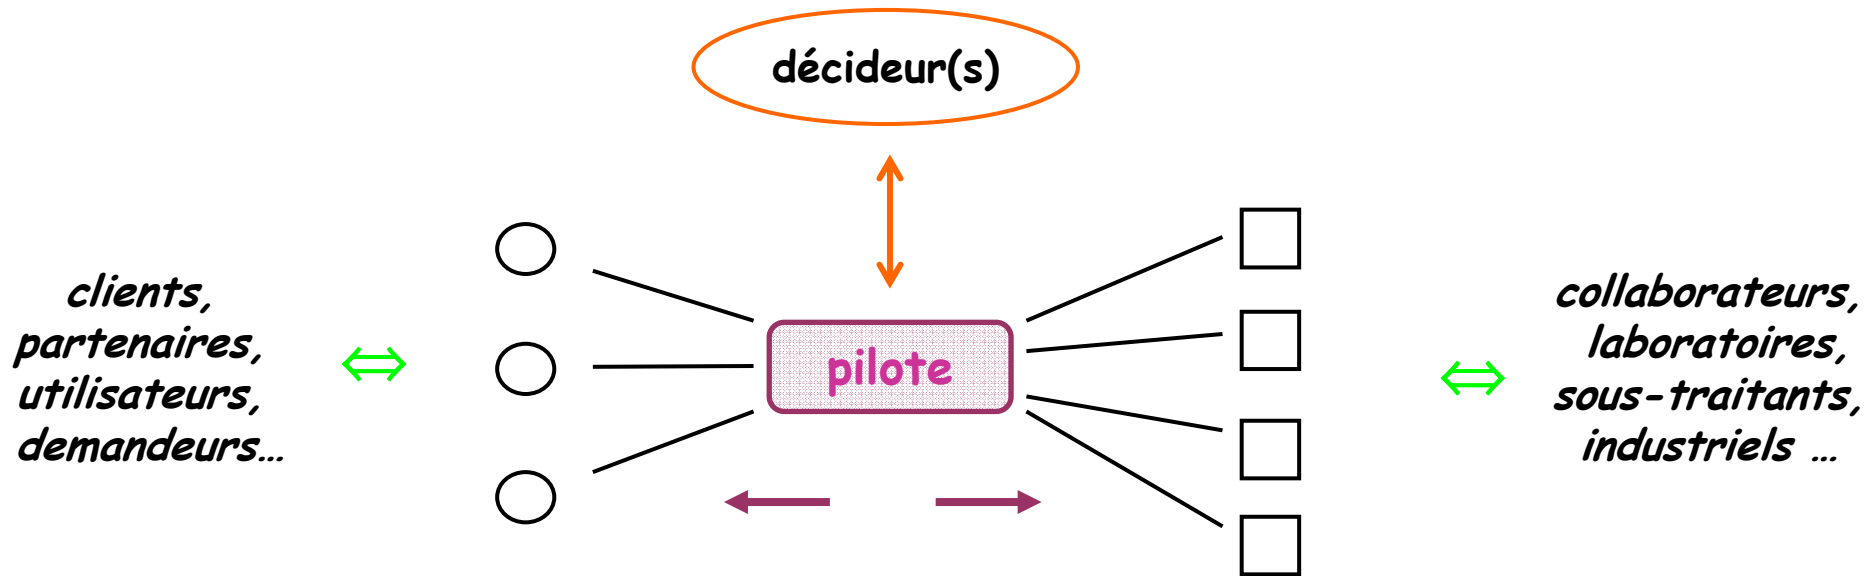 décideur(s)
clients,
partenaires,
utilisateurs,
demandeurs...
pilote
collaborateurs,
laboratoires,
sous-traitants,
industriels ...